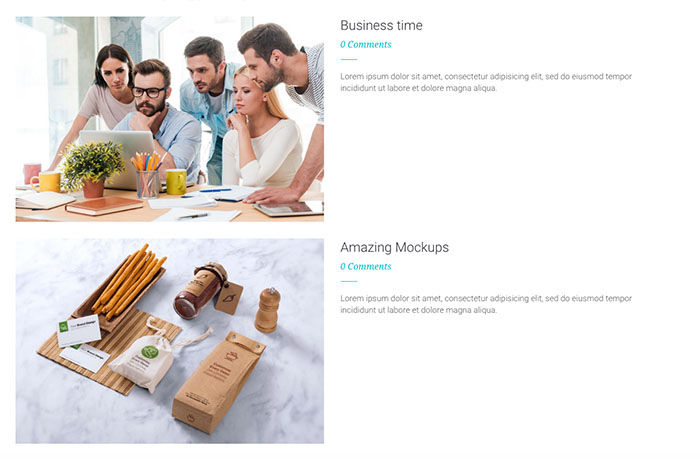 Business time
0 Comments
Lorem ipsum dolor sit amet, consectetur adipisicing elit, sed do eiusmod tempor
incididunt ut labore et dolore magna aliqua.
Amazing Mockups
0 Comments
Lorem ipsum dolor sit amet, consectetur adipisicing elit, sed do eiusmod tempor
incididunt ut labore et dolore magna aliqua.